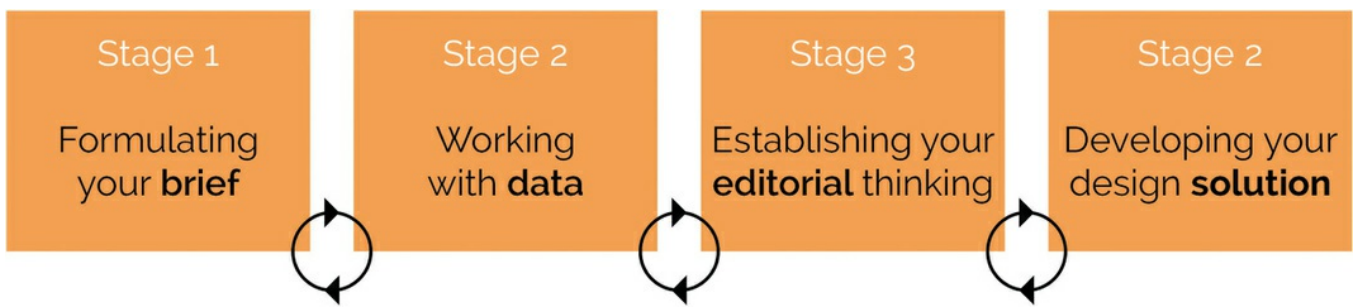 Stage 1
Formulating
your brief
Stage 2
Working
with data
Stage 3
Establishing your
editorial thinking
Stage 2
Developing your
design solution